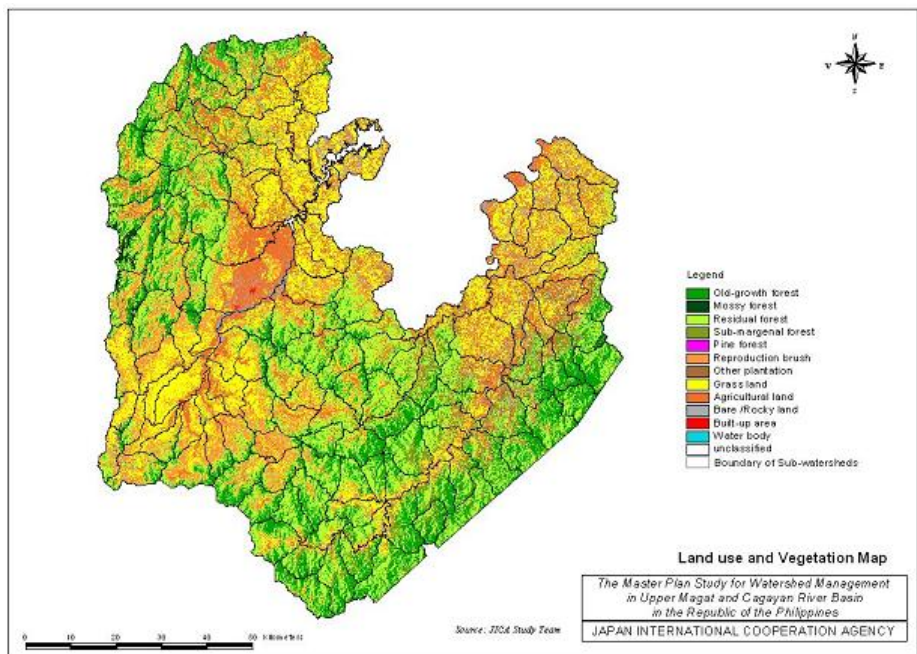 N
W E
S
Legend
Old-growth forest
Mossy forest
Residual forest
Sub-margenal forest
Pine forest
Reproduction brush
Other plantation
Grass land
Agricultural land
Bare /Rocky land
Built-up area
Water body
unclassified
Boundary of Sub-watersheds
Land use and Vegetation Map
The Master Plan Study for Watershed Management
in Upper Magat and Cagayan River Basin
in the Republic of the Philippines
JAPAN INTERNATIONAL COOPERATION AGENCY
Source: JICA Study Team
0 10 20 30 40 50 Kilometers